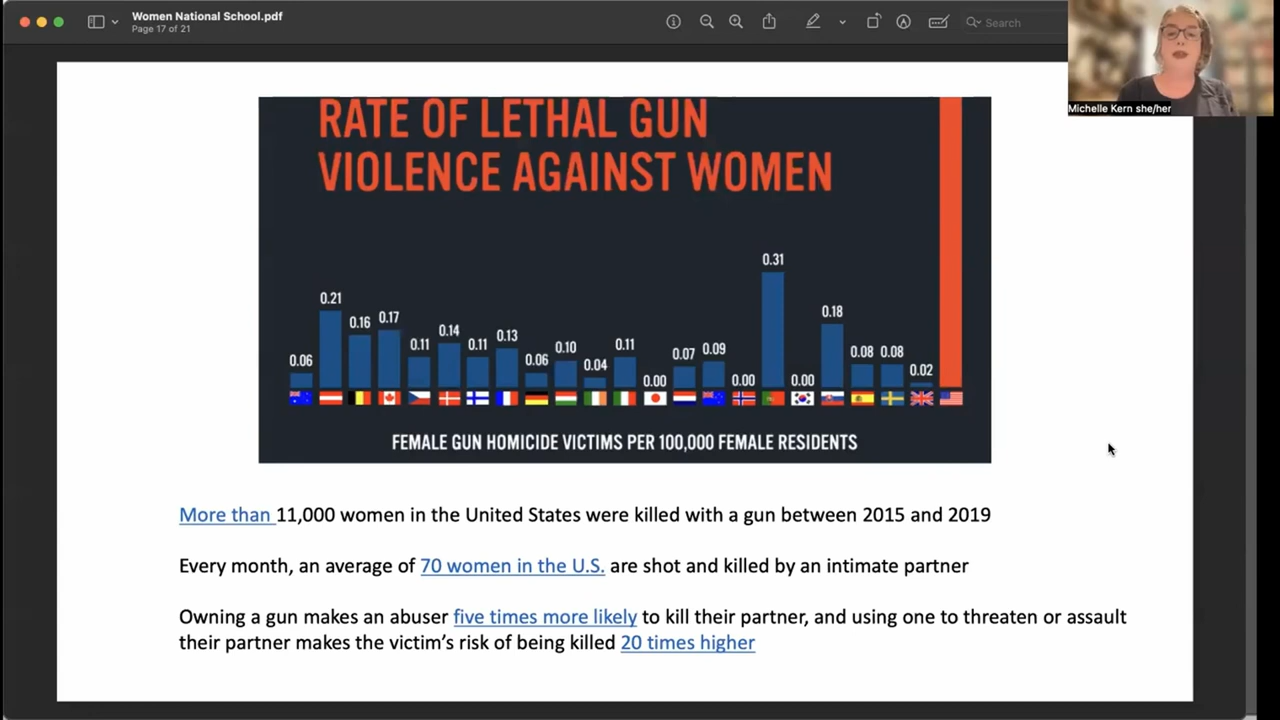 Women National School.pdf
Page 17 of 21
Search
Michelle Kern she/her
RATE OF LETHAL GUN
VIOLENCE AGAINST WOMEN
0.06
0.21
0.16
0.17
0.11
0.14
0.11
0.13
0.06
0.10
0.04
0.11
0.00
0.07
0.09
0.00
0.31
0.00
0.18
0.08
0.08
0.02
FEMALE GUN HOMICIDE VICTIMS PER 100,000 FEMALE RESIDENTS
More than 11,000 women in the United States were killed with a gun between 2015 and 2019
Every month, an average of 70 women in the U.S. are shot and killed by an intimate partner
Owning a gun makes an abuser five times more likely to kill their partner, and using one to threaten or assault
their partner makes the victim's risk of being killed 20 times higher